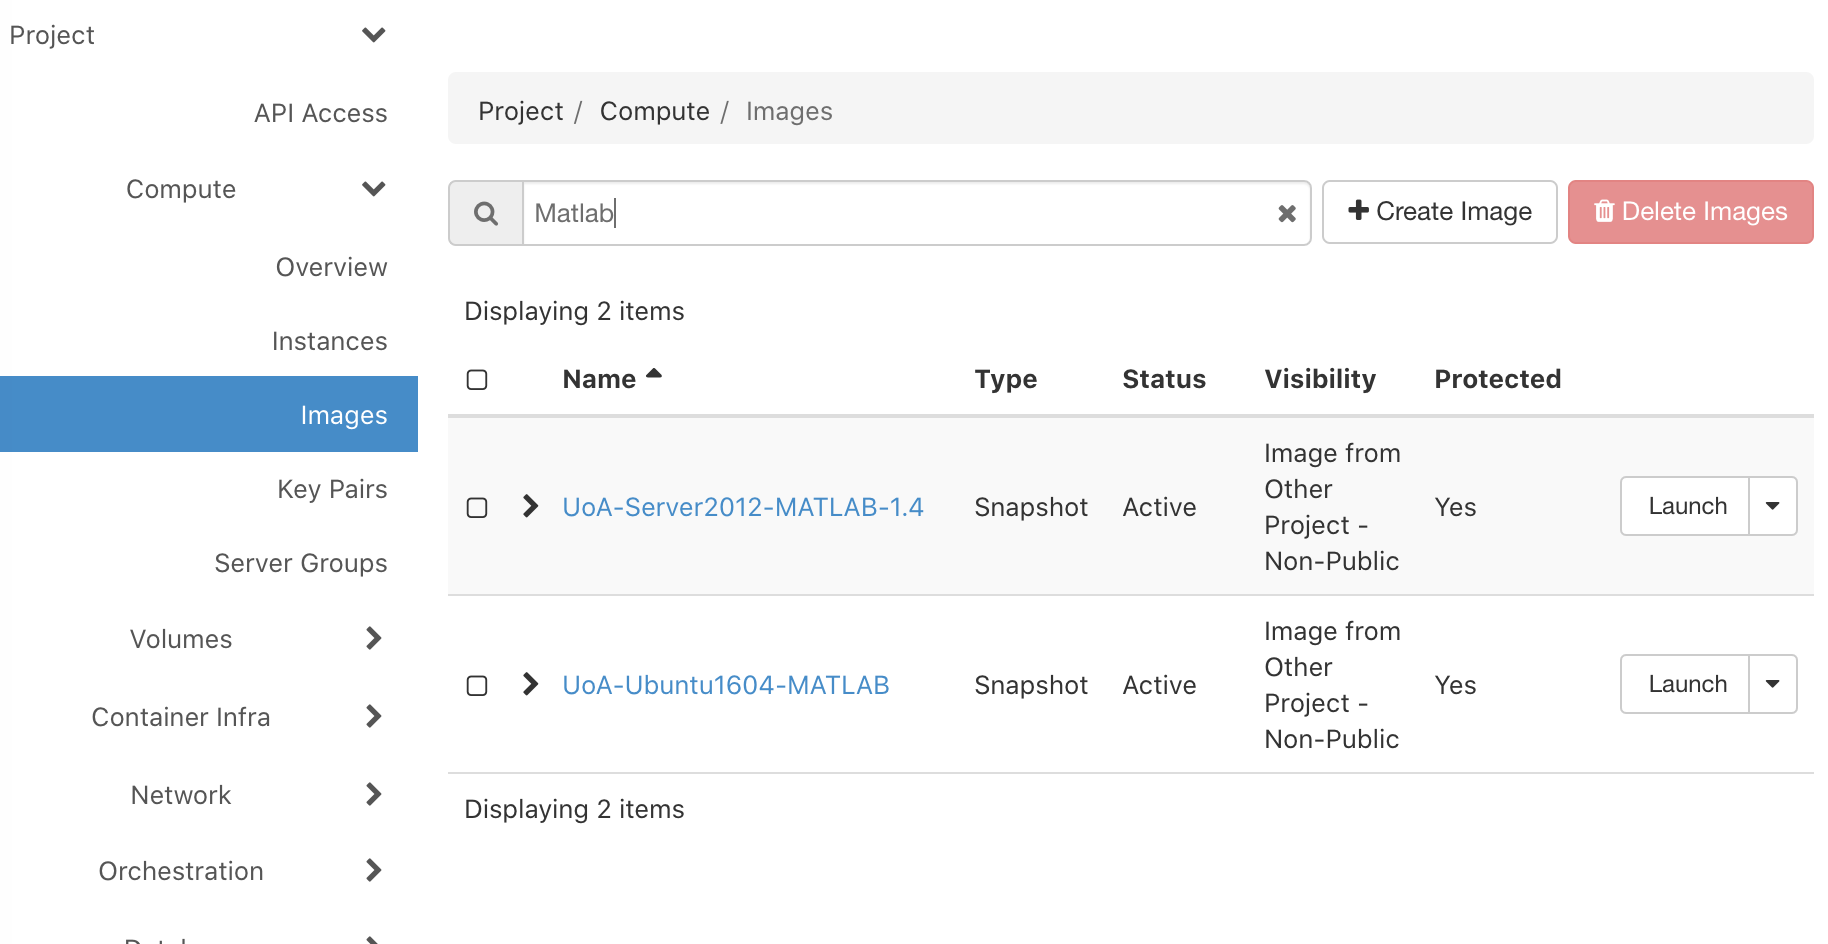 Project
API Access
Compute
Overview
Instances
Images
Key Pairs
Server Groups
Volumes
Container Infra
Network
Orchestration
Project / Compute / Images
Matlab
Create Image
Delete Images
Displaying 2 items
Name Type Status Visibility Protected
UoA-Server2012-MATLAB-1.4 Snapshot Active Image from Other Project - Non-Public Yes Launch
UoA-Ubuntu1604-MATLAB Snapshot Active Image from Other Project - Non-Public Yes Launch
Displaying 2 items